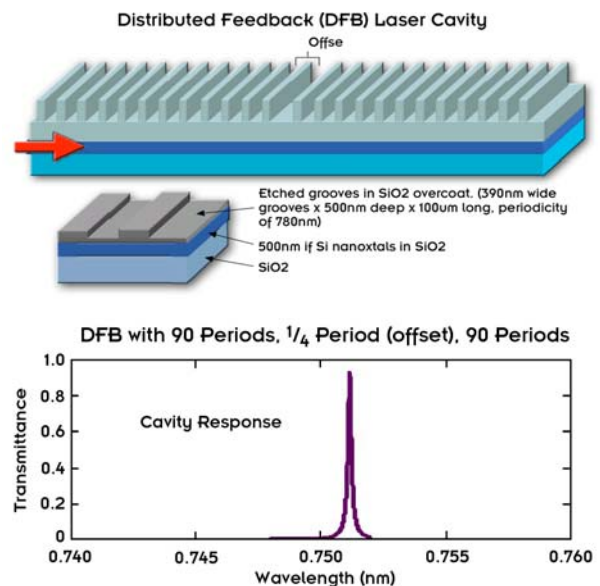 Distributed Feedback (DFB) Laser Cavity
Offse
Etched grooves in SiO2 overcoat. (390nm wide
grooves x 500nm deep x 100um long, periodicity
of 780nm)
500nm if Si nanoxtals in SiO2
SiO2
DFB with 90 Periods, 1/4 Period (offset), 90 Periods
1.0
0.8
0.6
0.4
0.2
0
Transmittance
Cavity Response
0.740 0.745 0.750 0.755 0.760
Wavelength (nm)